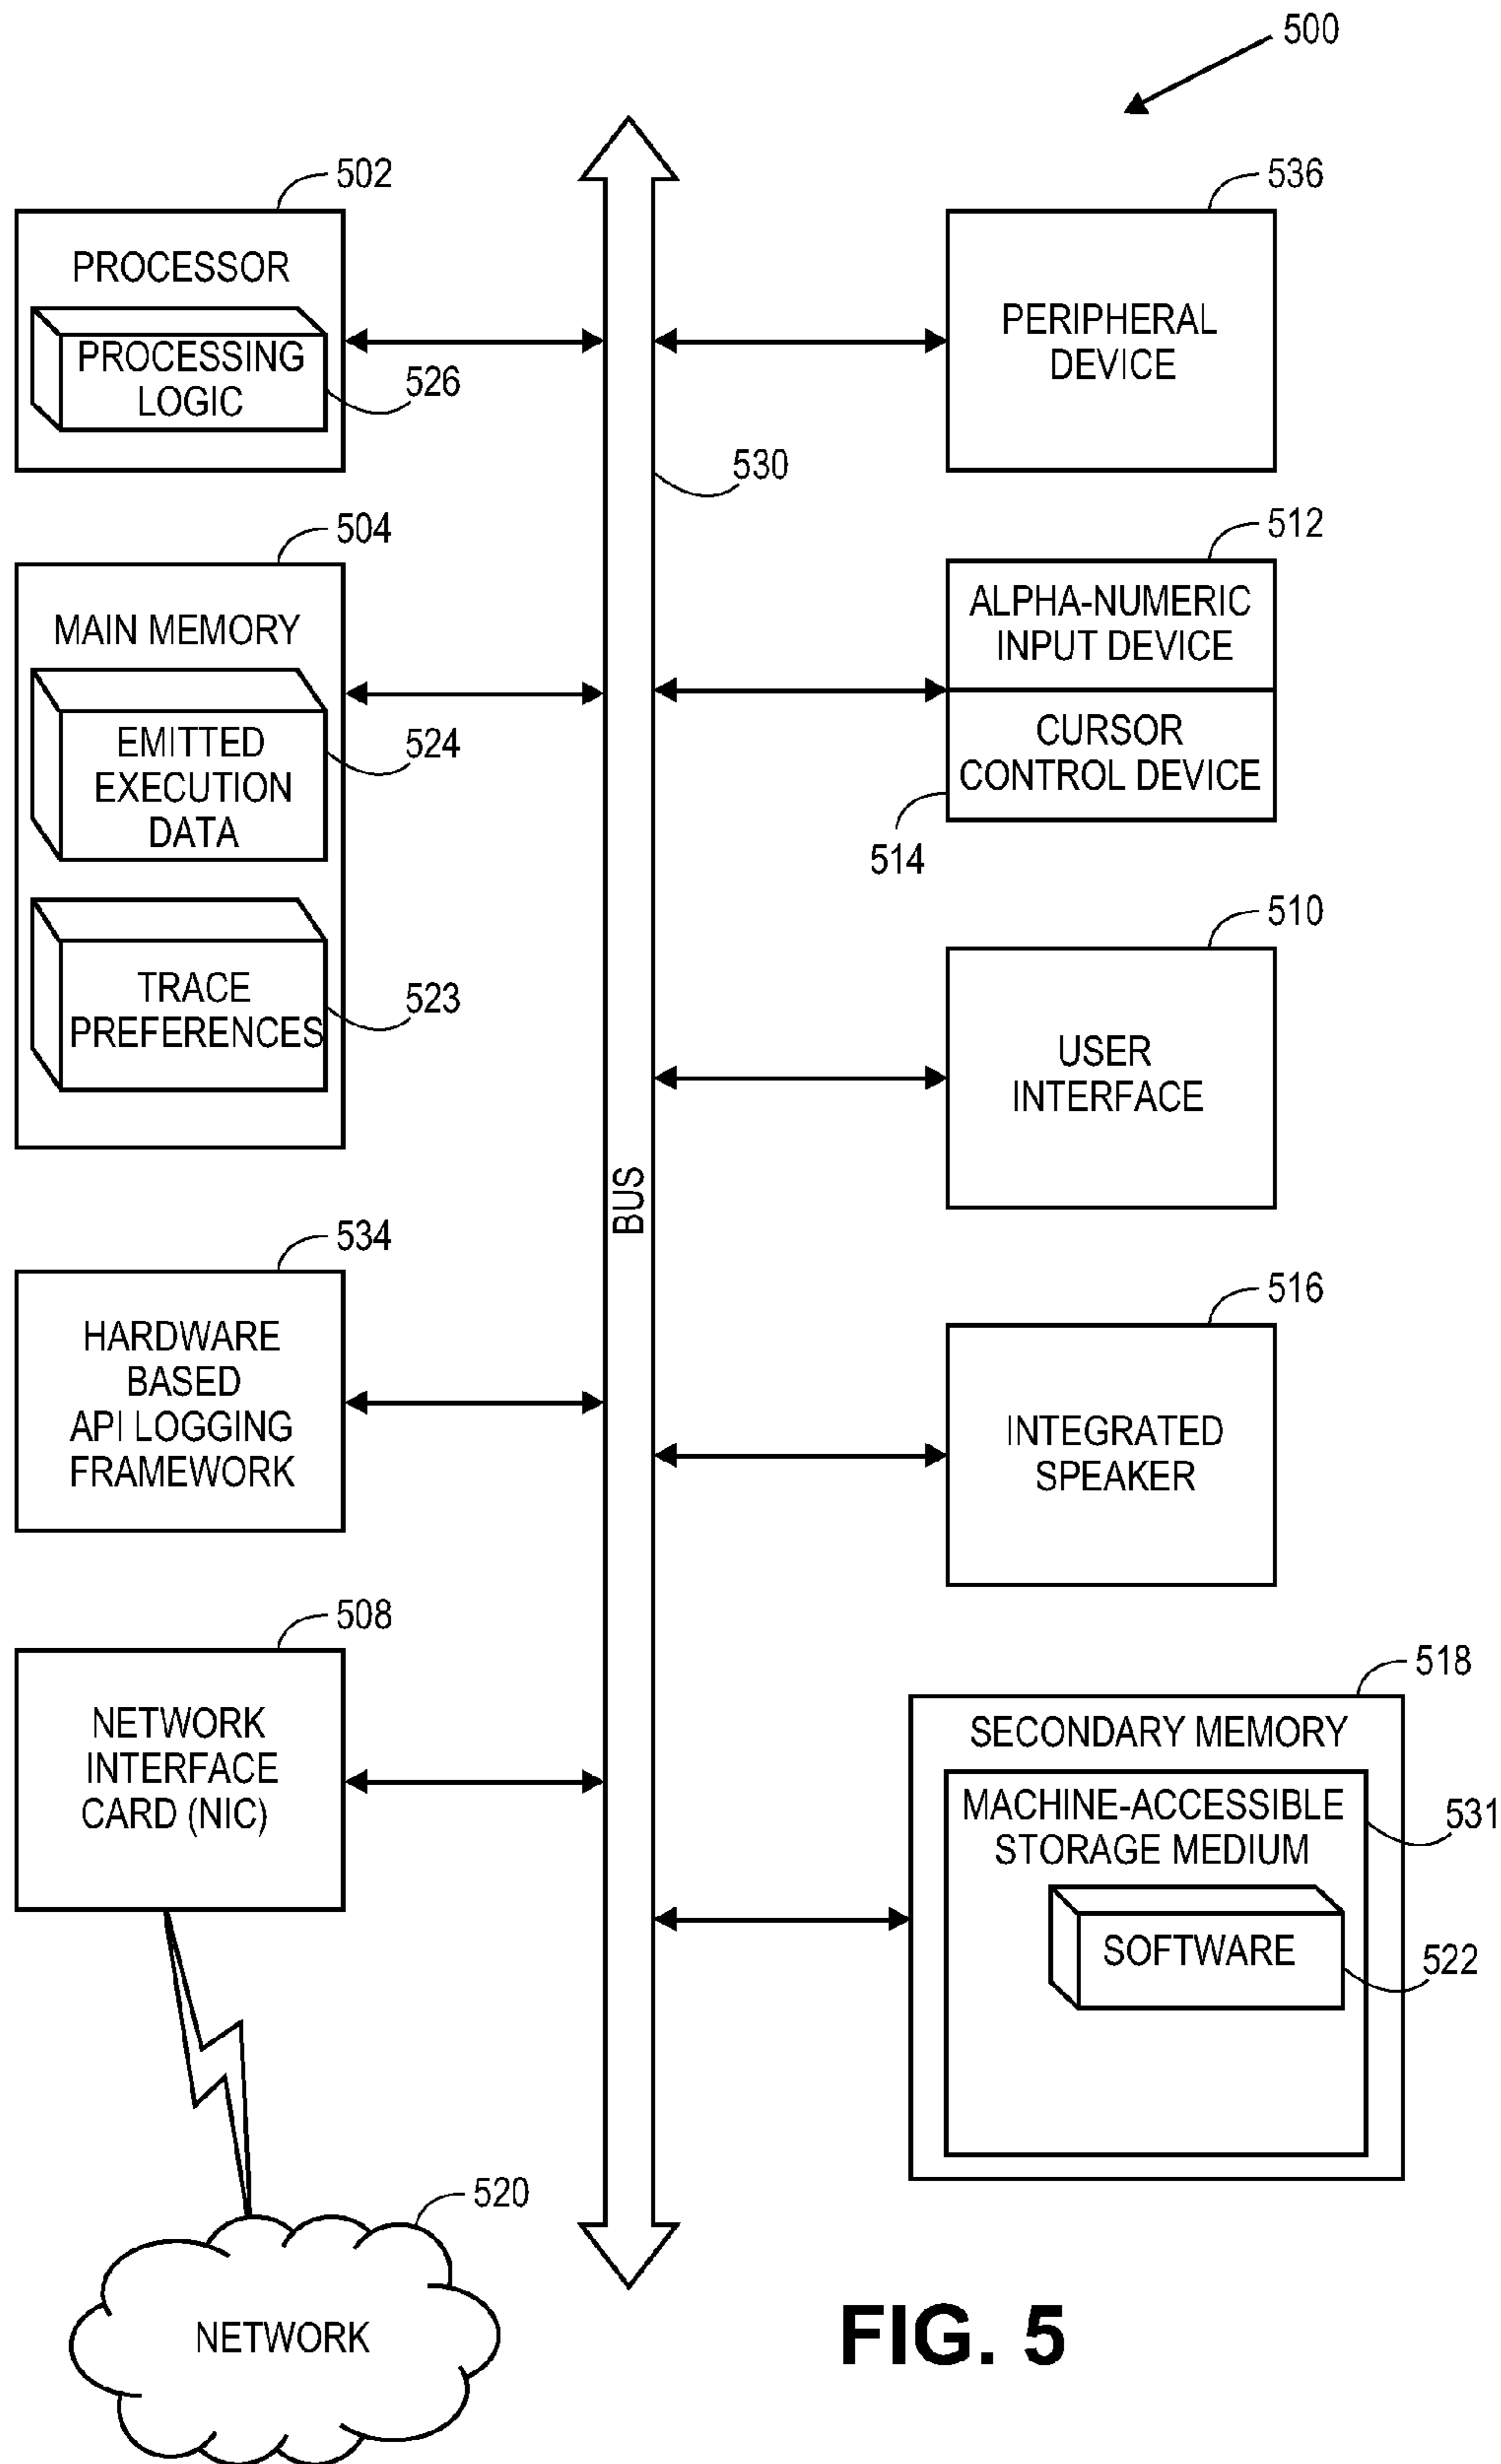 500
502
PROCESSOR
PROCESSING
LOGIC
526
504
MAIN MEMORY
EMITTED
EXECUTION
DATA
524
TRACE
PREFERENCES
523
534
HARDWARE
BASED
API LOGGING
FRAMEWORK
508
NETWORK
INTERFACE
CARD (NIC)
520
NETWORK
530
BUS
536
PERIPHERAL
DEVICE
512
ALPHA-NUMERIC
INPUT DEVICE
CURSOR
CONTROL DEVICE
514
510
USER
INTERFACE
516
INTEGRATED
SPEAKER
518
SECONDARY MEMORY
MACHINE-ACCESSIBLE
STORAGE MEDIUM
531
SOFTWARE
522
FIG. 5